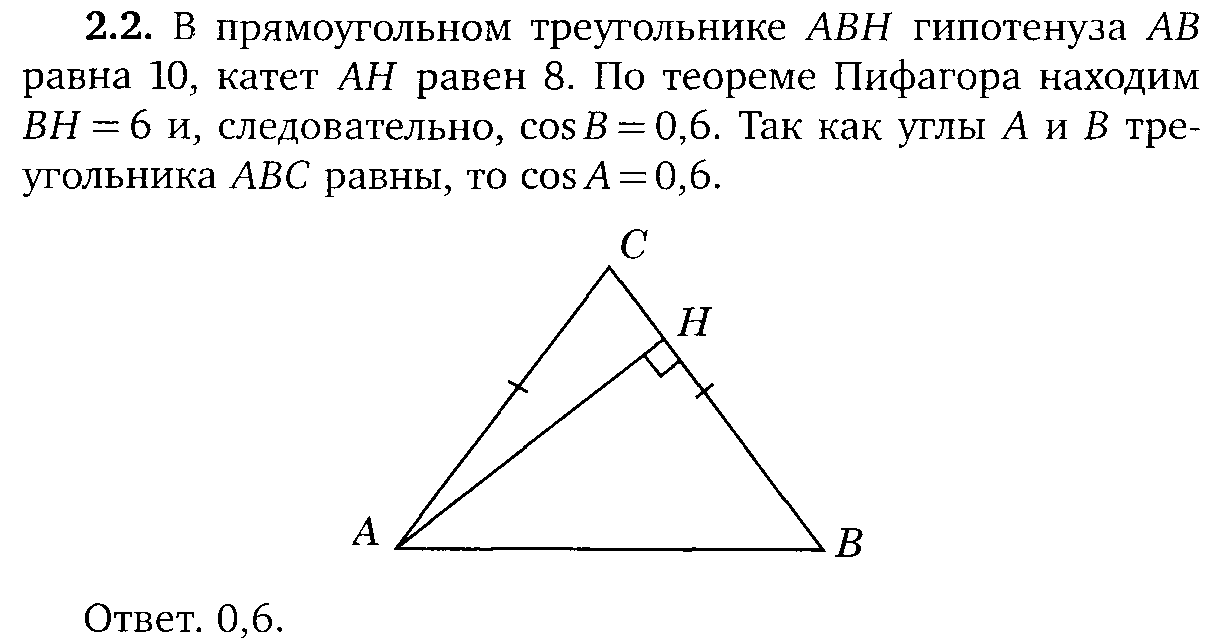 2.2. В прямоугольном треугольнике ABH гипотенуза AB
равна 10, катет AH равен 8. По теореме Пифагора находим
BH = 6 и, следовательно, cos B = 0,6. Так как углы A и B тре-
угольника ABC равны, то cos A = 0,6.
C
H
A
B
Ответ. 0,6.